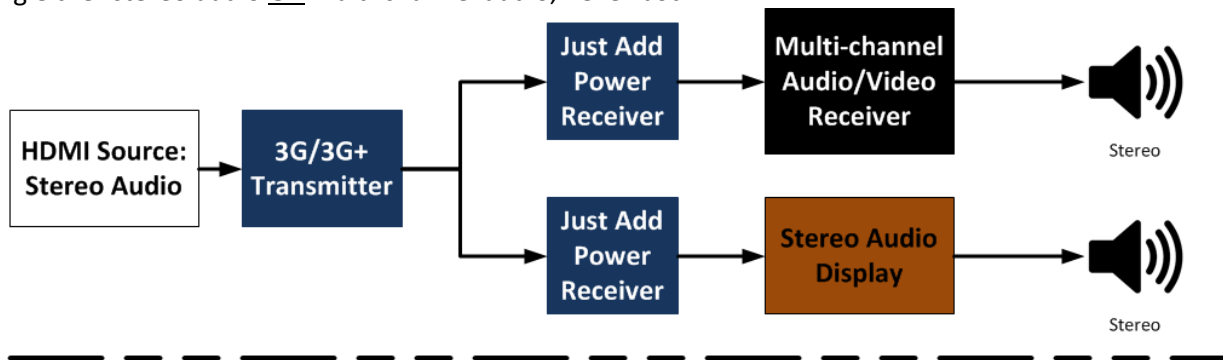 Just Add
Power
Receiver
Multi-channel
Audio/Video
Receiver
Stereo
HDMI Source:
Stereo Audio
3G/3G+
Transmitter
Just Add
Power
Receiver
Stereo Audio
Display
Stereo